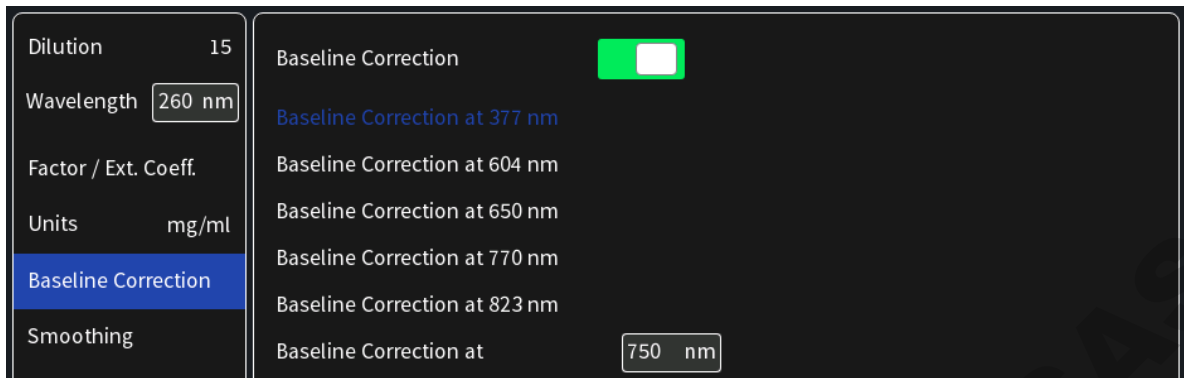 Dilution 15
Wavelength 260 nm
Factor / Ext. Coeff.
Units mg/ml
Baseline Correction
Smoothing
Baseline Correction
Baseline Correction at 377 nm
Baseline Correction at 604 nm
Baseline Correction at 650 nm
Baseline Correction at 770 nm
Baseline Correction at 823 nm
Baseline Correction at 750 nm